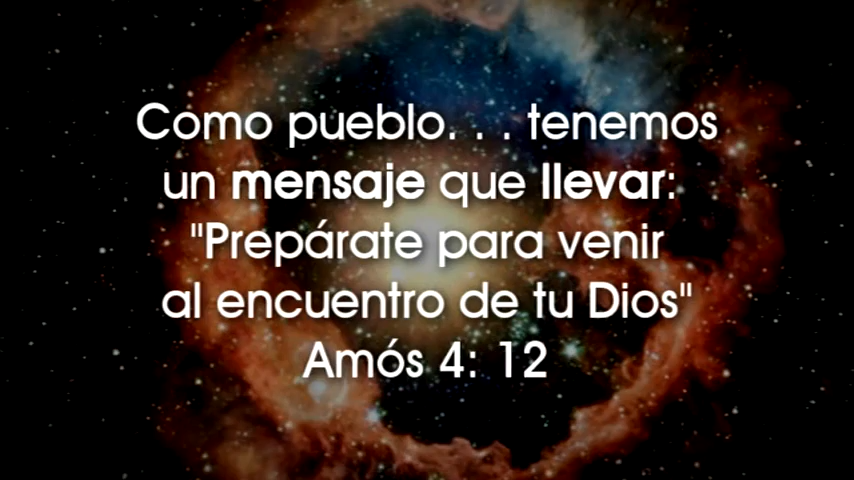 Como pueblo. . . tenemos
un mensaje que llevar:
"Prepárate para venir
al encuentro de tu Dios"
Amós 4: 12